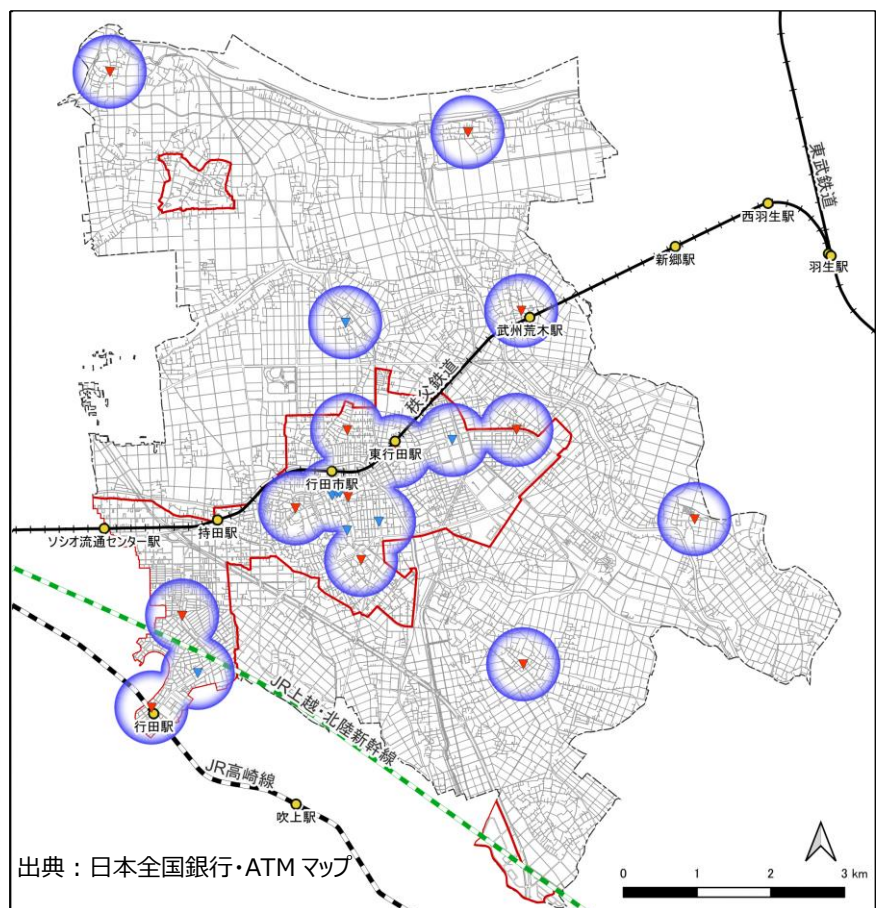 東武鉄道
西羽生駅
新郷駅
羽生駅
武州荒木駅
秩父鉄道
東行田駅
行田市駅
持田駅
ソシオ流通センター駅
JR上越・北陸新幹線
行田駅
JR高崎線
吹上駅
出典：日本全国銀行・ATM マップ
0 1 2 3 km